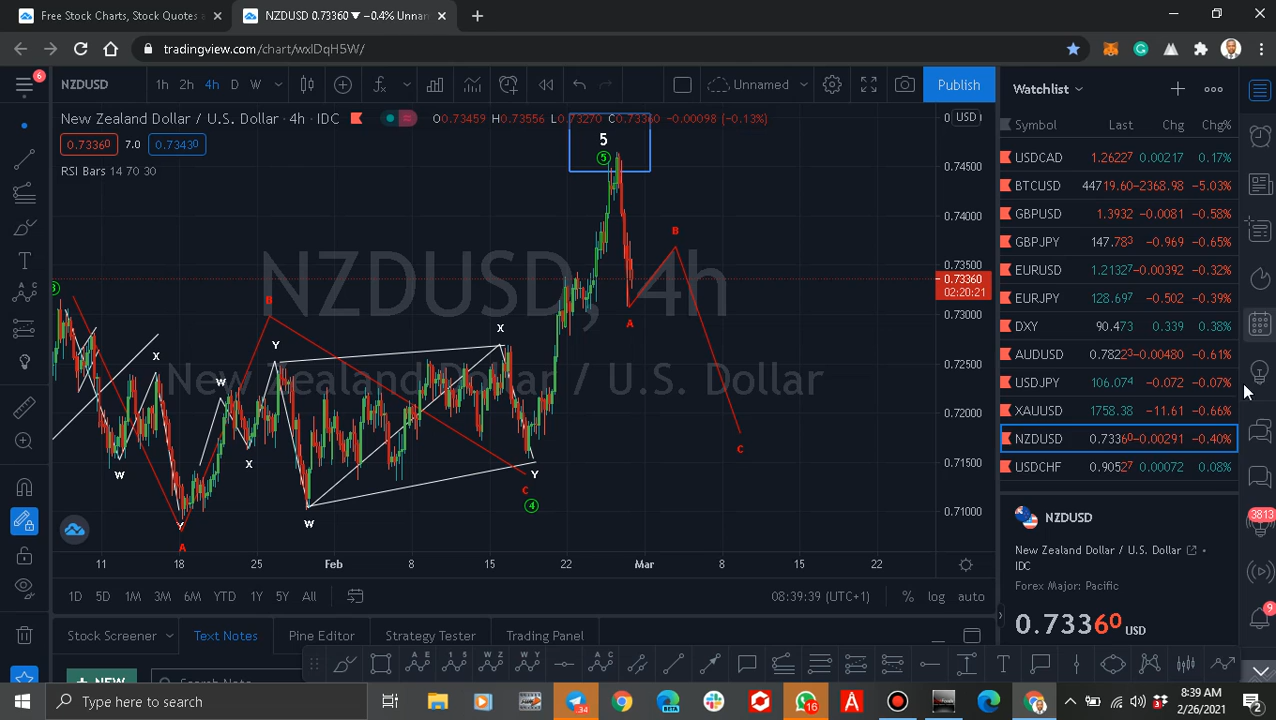 Free Stock Charts, Stock Quotes a
NZDUSD 0.73360 ▼ −0.4% Unnam
tradingview.com/chart/wxlDqH5W/
6
NZDUSD 1h 2h 4h D W Unnamed Publish
New Zealand Dollar / U.S. Dollar · 4h · IDC O0.73459 H0.73556 L0.73270 C0.73360 −0.00098 (−0.13%)
0.73360 7.0 0.73430
RSI Bars 14 70 30
USD
5
5
B
A
C
3
B
X
Y
W
W
X
Y
A
W
X
Y
C
4
NZDUSD, 4h
New Zealand Dollar / U.S. Dollar
0.74500
0.74000
0.73500
0.73360
02:20:21
0.73000
0.72500
0.72000
0.71500
0.71000
11 18 25 Feb 8 15 22 Mar 8 15 22
1D 5D 1M 3M 6M YTD 1Y 5Y All 08:39:39 (UTC+1) % log auto
Stock Screener Text Notes Pine Editor Strategy Tester Trading Panel
+ NEW Search Note
Watchlist
Symbol Last Chg Chg%
USDCAD 1.26227 0.00217 0.17%
BTCUSD 44719.60 −2368.98 −5.03%
GBPUSD 1.3932 −0.0081 −0.58%
GBPJPY 147.783 −0.969 −0.65%
EURUSD 1.21327 −0.00392 −0.32%
EURJPY 128.697 −0.502 −0.39%
DXY 90.473 0.339 0.38%
AUDUSD 0.78223 −0.00480 −0.61%
USDJPY 106.074 −0.072 −0.07%
XAUUSD 1758.38 −11.61 −0.66%
NZDUSD 0.73360 −0.00291 −0.40%
USDCHF 0.90527 0.00072 0.08%
NZDUSD
New Zealand Dollar / U.S. Dollar •
IDC
Forex Major: Pacific
0.73360 USD
3813
9
Type here to search
34
16
8:39 AM
2/26/2021